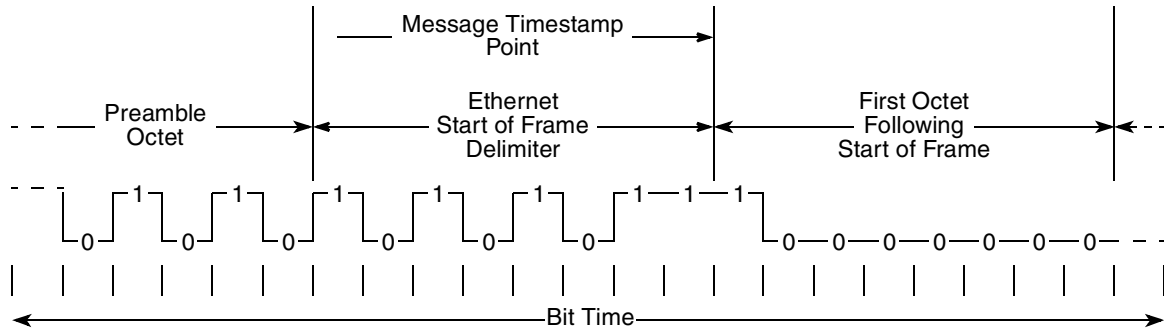 Message Timestamp
Point
Preamble
Octet
Ethernet
Start of Frame
Delimiter
First Octet
Following
Start of Frame
1 1 1 1 1 1 1 1
0 0 0 0 0 0 0 0 0 0 0 0 0
Bit Time